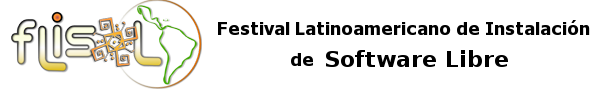 flisol
Festival Latinoamericano de Instalación
de Software Libre